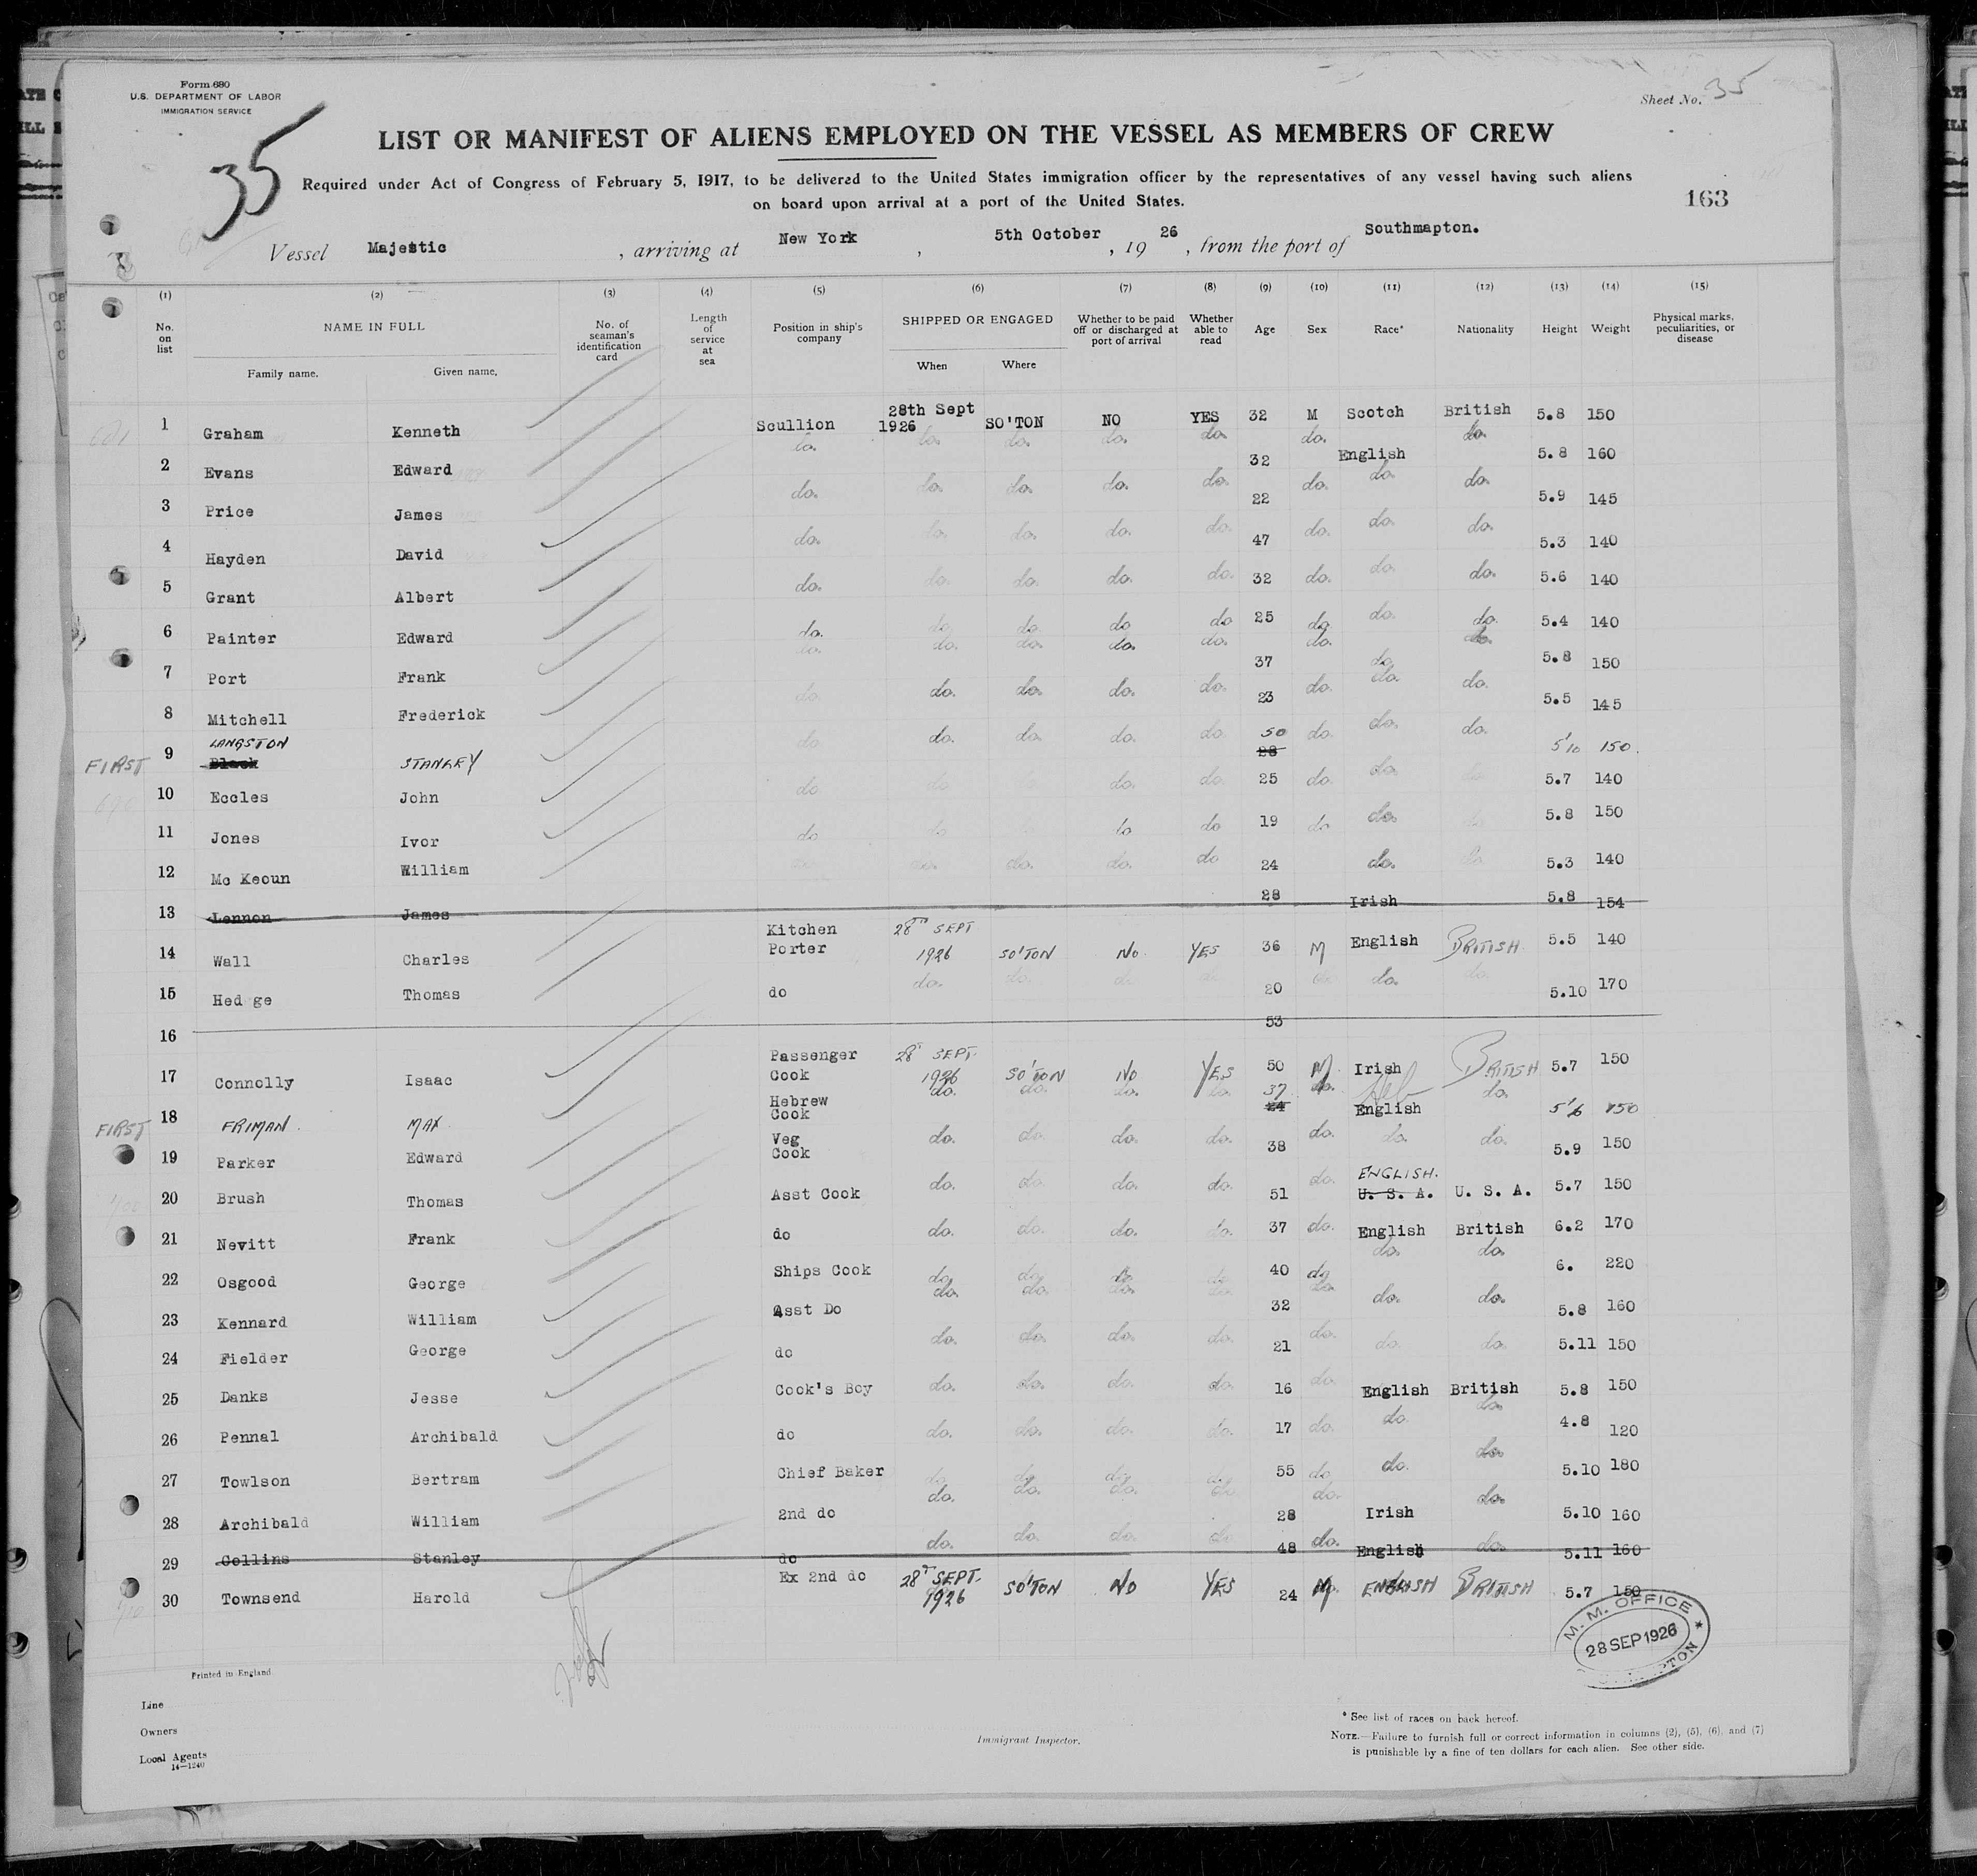 Form 680
U.S. DEPARTMENT OF LABOR
IMMIGRATION SERVICE
Sheet No. 35
35
LIST OR MANIFEST OF ALIENS EMPLOYED ON THE VESSEL AS MEMBERS OF CREW
Required under Act of Congress of February 5, 1917, to be delivered to the United States immigration officer by the representatives of any vessel having such aliens
on board upon arrival at a port of the United States.
163
Vessel Majestic, arriving at New York, 5th October, 1926, from the port of Southmapton.
(1) (2) (3) (4) (5) (6) (7) (8) (9) (10) (11) (12) (13) (14) (15)
No. on list NAME IN FULL Family name. Given name. No. of seaman's identification card Length of service at sea Position in ship's company SHIPPED OR ENGAGED When Where Whether to be paid off or discharged at port of arrival Whether able to read Age Sex Race* Nationality Height Weight Physical marks, peculiarities, or disease
1 Graham Kenneth Scullion 28th Sept 1926 SO'TON NO YES 32 M Scotch British 5.8 150
2 Evans Edward do. do. do. do. do. 32 do. English do. 5.8 160
3 Price James do. do. do. do. do. 22 do. do. do. 5.9 145
4 Hayden David do. do. do. do. do. 47 do. do. do. 5.3 140
5 Grant Albert do. do. do. do. do. 32 do. do. do. 5.6 140
6 Painter Edward do. do. do. do do 25 do. do. do. 5.4 140
7 Port Frank do. do. do. do. do. 37 do. do. do. 5.8 150
8 Mitchell Frederick do. do. do. do. do. 23 do. do. do. 5.5 145
FIRST 9 LANGSTON Black STANLEY do do. do. do. do. 50 28 do. do. do. 5'10 150.
10 Eccles John do do do. do. 25 do. do. do 5.7 140
11 Jones Ivor do do do do 19 do do. do 5.8 150
12 Mc Keoun William do. do. do. do 24 do. do 5.3 140
13 Lennon James 28 Irish 5.8 154
14 Wall Charles Kitchen Porter 28TH SEPT 1926 SO'TON NO. YES 36 M English BRITISH 5.5 140
15 Hed ge Thomas do do. do. do do 20 do do. do 5.10 170
16 53
17 Connolly Isaac Passenger Cook 28T SEPT. 1926 SO'TON NO YES 50 M Irish BRITISH 5.7 150
FIRST 18 FRIMAN. MAX. Hebrew Cook do. do. do. do. 37 24 do. Heb English do. 5'6 150
19 Parker Edward Veg Cook do. do. do. do. 38 do. do. do. 5.9 150
20 Brush Thomas Asst Cook do. do. do. do. 51 do. ENGLISH. U. S. A. U. S. A. 5.7 150
21 Nevitt Frank do do. do. do. do. 37 do. English British 6.2 170
22 Osgood George Ships Cook do. do. do. do 40 do do. do. 6. 220
23 Kennard William Asst Do do. do. do. do. 32 do. do. do. 5.8 160
24 Fielder George do do. do. do. do. 21 do. do. do. 5.11 150
25 Danks Jesse Cook's Boy do. do. do. do. 16 do English British 5.8 150
26 Pennal Archibald do do. do. do. do. 17 do. do. do. 4.8 120
27 Towlson Bertram Chief Baker do. do. do. do. 55 do do. do. 5.10 180
28 Archibald William 2nd do do. do. do. do. 28 do. Irish do. 5.10 160
29 Collins Stanley do do. do. do. do. 48 do. English do. 5.11 160
30 Townsend Harold Ex 2nd do 28T SEPT. 1926 SO'TON NO YES 24 M. ENGLISH BRITISH 5.7 150
M. M. OFFICE
28 SEP 1926
Printed in England
Line
Owners
Local Agents
14—1240
Immigrant Inspector.
* See list of races on back hereof.
NOTE.—Failure to furnish full or correct information in columns (2), (5), (6), and (7)
is punishable by a fine of ten dollars for each alien. See other side.